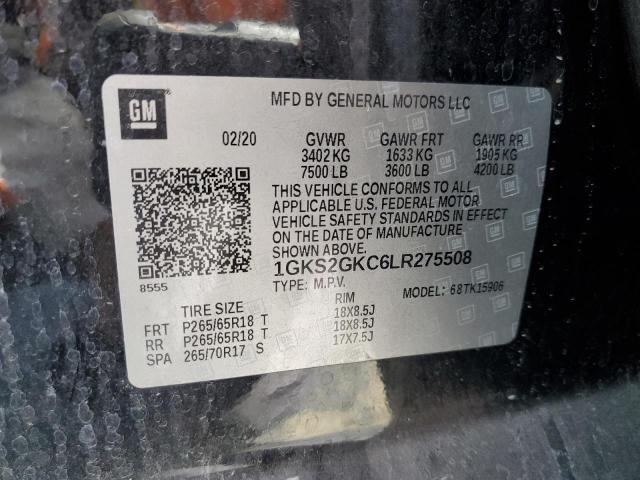 GM
MFD BY GENERAL MOTORS LLC
02/20 GVWR GAWR FRT GAWR RR
3402 KG 1633 KG 1905 KG
7500 LB 3600 LB 4200 LB
THIS VEHICLE CONFORMS TO ALL
APPLICABLE U.S. FEDERAL MOTOR
VEHICLE SAFETY STANDARDS IN EFFECT
ON THE DATE OF MANUFACTURE
SHOWN ABOVE.
8555
1GKS2GKC6LR275508
TYPE: M.P.V. MODEL: 68TK15906
TIRE SIZE RIM
FRT P265/65R18 T 18X8.5J
RR P265/65R18 T 18X8.5J
SPA 265/70R17 S 17X7.5J